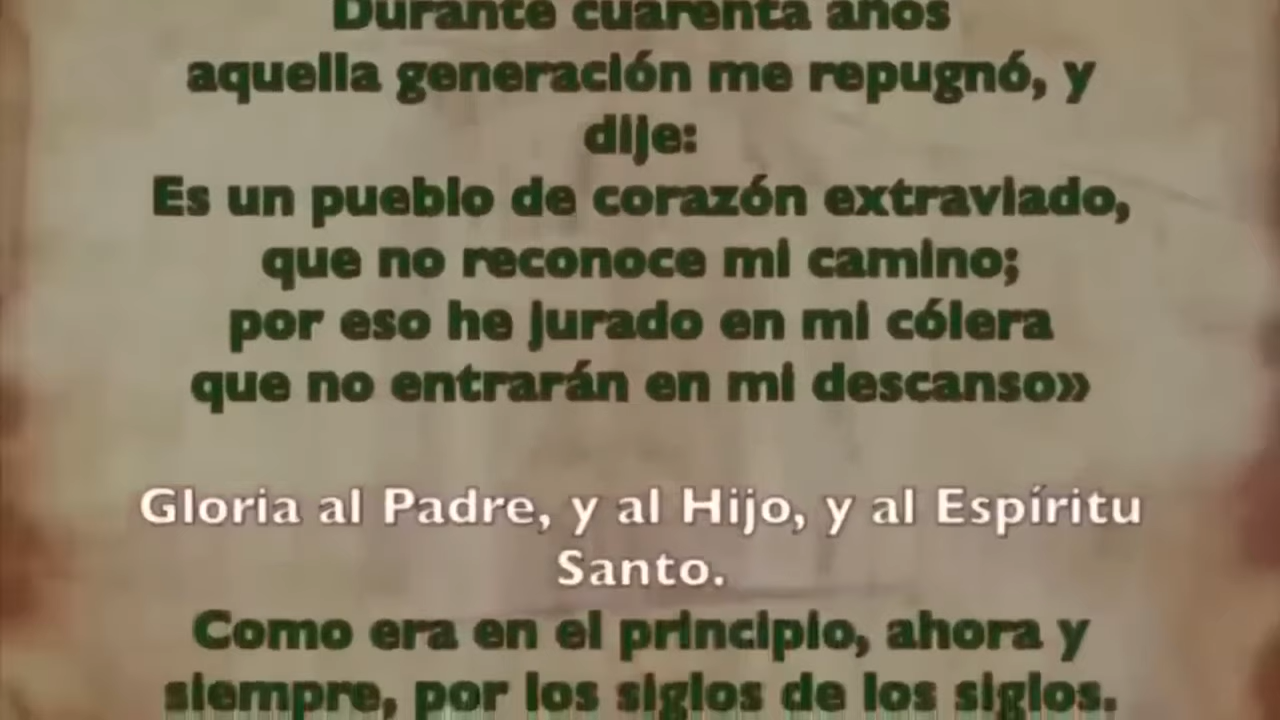 Durante cuarenta años
aquella generación me repugnó, y
dije:
Es un pueblo de corazón extraviado,
que no reconoce mi camino;
por eso he jurado en mi cólera
que no entrarán en mi descanso»
Gloria al Padre, y al Hijo, y al Espíritu
Santo.
Como era en el principio, ahora y
siempre, por los siglos de los siglos.